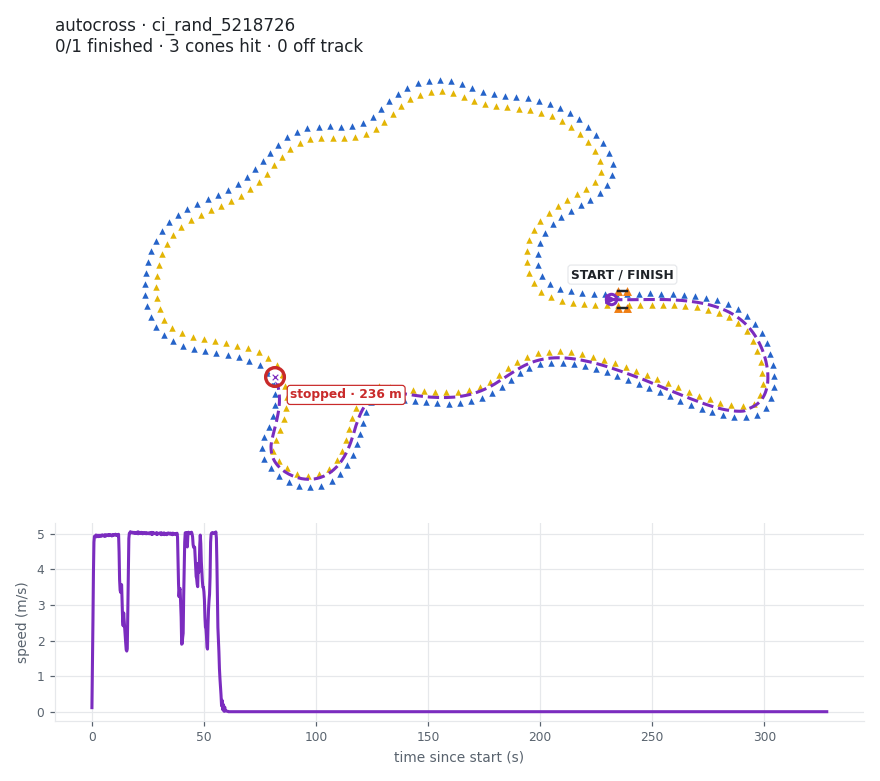 autocross · ci_rand_5218726
0/1 finished · 3 cones hit · 0 off track
START / FINISH
stopped · 236 m
5
4
3
2
1
0
speed (m/s)
0 50 100 150 200 250 300
time since start (s)